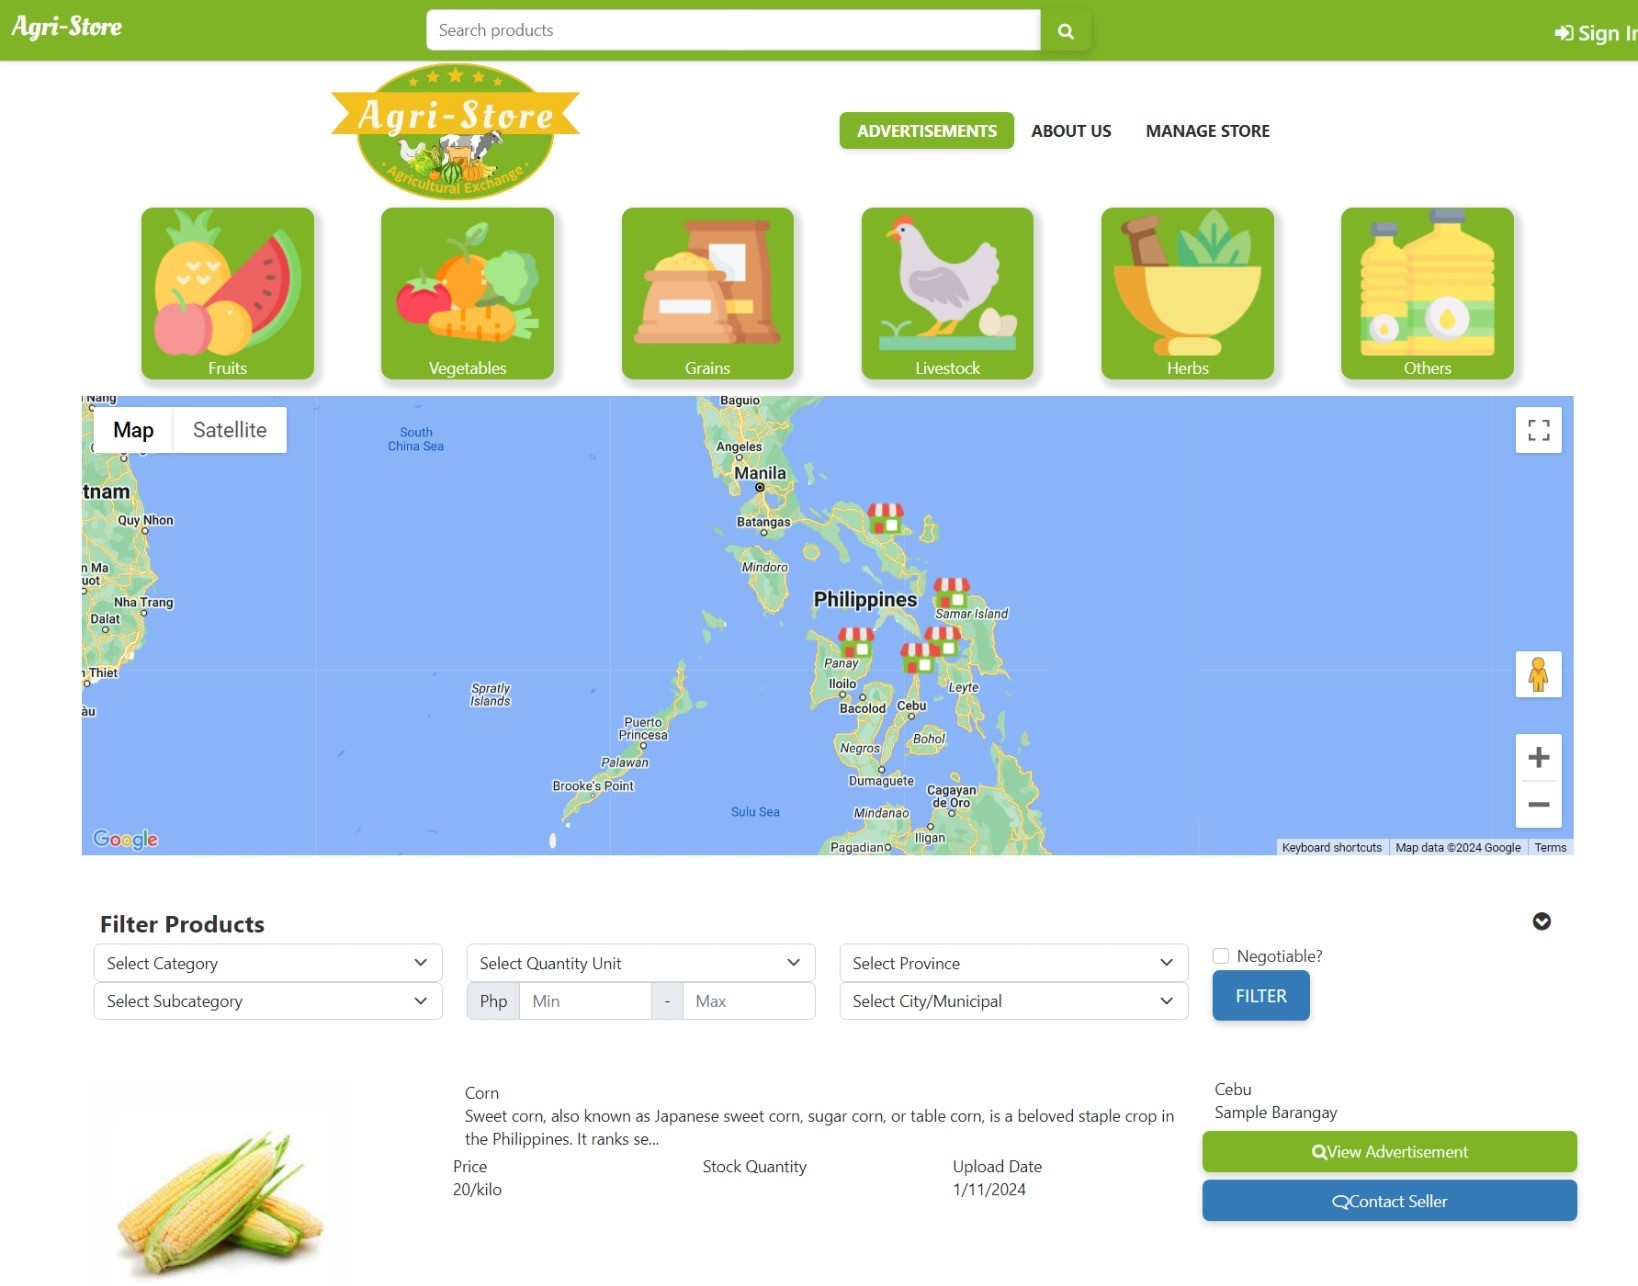 Agri-Store
Search products
Sign In
Agri-Store
Agricultural Exchange
ADVERTISEMENTS
ABOUT US
MANAGE STORE
Fruits
Vegetables
Grains
Livestock
Herbs
Others
Map
Satellite
Nang
South
China Sea
Baguio
Angeles
Manila
tnam
Quy Nhon
Batangas
n Ma
uot
Mindoro
Nha Trang
Philippines
Dalat
Samar Island
Panay
Thiet
Iloilo
Spratly
Islands
Leyte
àu
Bacolod
Cebu
Puerto
Princesa
Bohol
Negros
Palawan
Dumaguete
Brooke's Point
Cagayan
de Oro
Sulu Sea
Mindanao
Iligan
Pagadian
Google
Keyboard shortcuts
Map data ©2024 Google
Terms
Filter Products
Select Category
Select Quantity Unit
Select Province
Negotiable?
Select Subcategory
Php
Min
-
Max
Select City/Municipal
FILTER
Corn
Sweet corn, also known as Japanese sweet corn, sugar corn, or table corn, is a beloved staple crop in
the Philippines. It ranks se...
Price
20/kilo
Stock Quantity
Upload Date
1/11/2024
Cebu
Sample Barangay
View Advertisement
Contact Seller